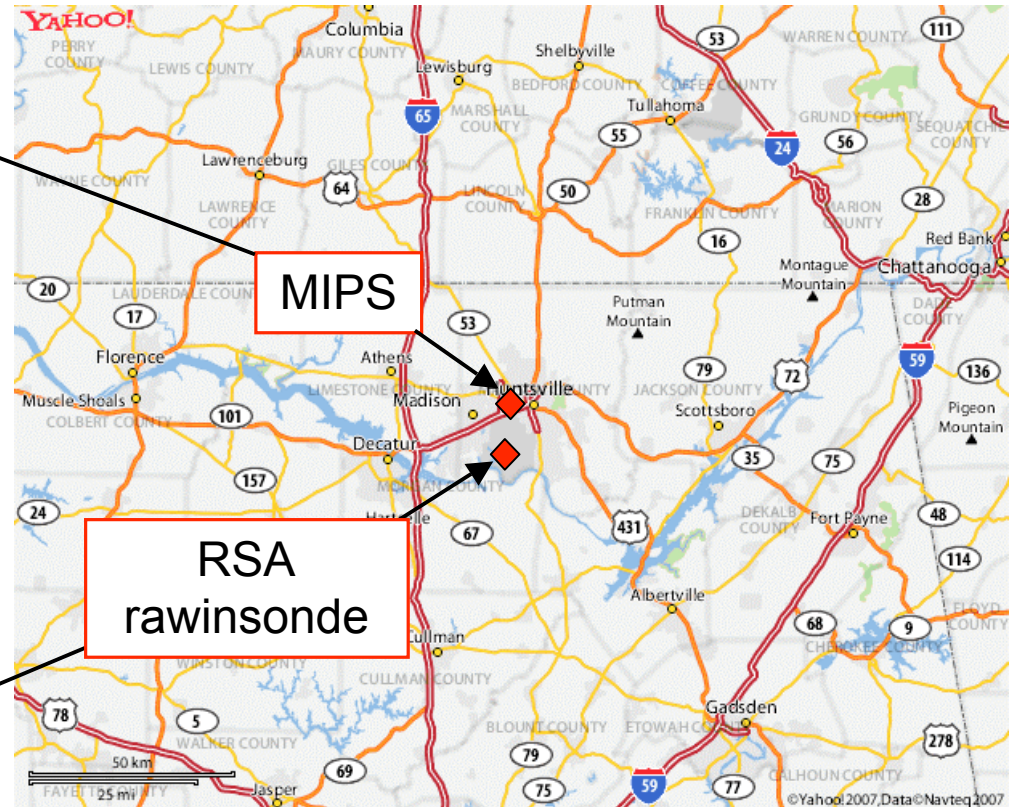 YAHOO!
Columbia
53
WARREN COUNTY
111
PERRY
COUNTY
MAURY COUNTY
Shelbyville
LEWIS COUNTY
Lewisburg
BEDFORD COUNTY
COFFEE COUNTY
65
MARSHALL
COUNTY
Tullahoma
GRUNDY COUNTY
SEQUATCHIE
COUNTY
55
56
24
Lawrenceburg
GILES COUNTY
WAYNE COUNTY
64
LINCOLN
COUNTY
50
28
LAWRENCE
COUNTY
FRANKLIN COUNTY
MARION
COUNTY
16
Red Bank
Montague
Mountain
Chattanooga
20
LAUDERDALE COUNTY
MIPS
Putman
Mountain
DADE
COUNTY
17
53
Florence
Athens
79
72
59
136
LIMESTONE COUNTY
Huntsville
COUNTY
JACKSON COUNTY
Muscle Shoals
Madison
Scottsboro
COLBERT COUNTY
101
Pigeon
Mountain
Decatur
35
75
157
MORGAN COUNTY
24
Hartselle
DEKALB
COUNTY
Fort Payne
48
67
431
114
RSA
rawinsonde
Albertville
68
9
FLOYD
COUNTY
Cullman
CHEROKEE COUNTY
WINSTON COUNTY
CULLMAN COUNTY
78
5
Gadsden
BLOUNT COUNTY
ETOWAH COUNTY
WALKER COUNTY
278
79
50 km
69
CALHOUN COUNTY
25 mi
59
77
FAYETTE COUNTY
Jasper
75
©Yahoo! 2007, Data©Navteq 2007